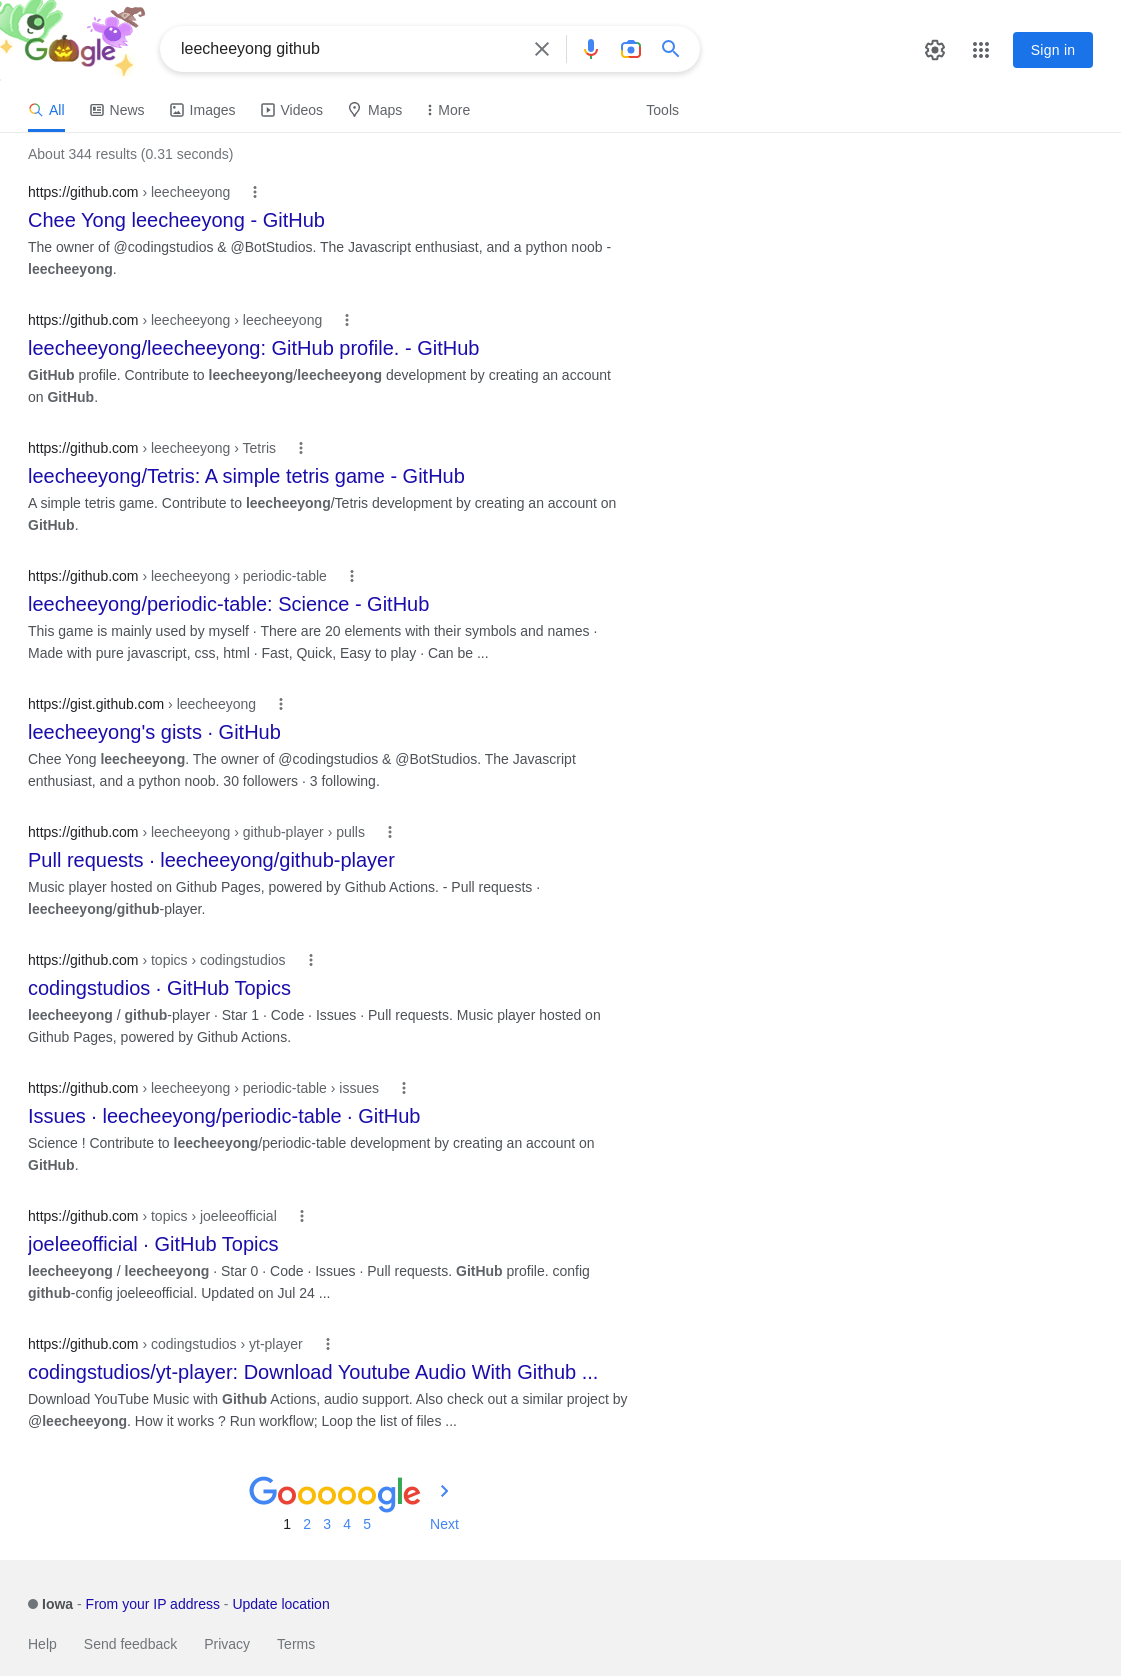 Google
leecheeyong github
Sign in
All
News
Images
Videos
Maps
More
Tools
About 344 results (0.31 seconds)
https://github.com › leecheeyong
Chee Yong leecheeyong - GitHub
The owner of @codingstudios & @BotStudios. The Javascript enthusiast, and a python noob -
leecheeyong.
https://github.com › leecheeyong › leecheeyong
leecheeyong/leecheeyong: GitHub profile. - GitHub
GitHub profile. Contribute to leecheeyong/leecheeyong development by creating an account
on GitHub.
https://github.com › leecheeyong › Tetris
leecheeyong/Tetris: A simple tetris game - GitHub
A simple tetris game. Contribute to leecheeyong/Tetris development by creating an account on
GitHub.
https://github.com › leecheeyong › periodic-table
leecheeyong/periodic-table: Science - GitHub
This game is mainly used by myself · There are 20 elements with their symbols and names ·
Made with pure javascript, css, html · Fast, Quick, Easy to play · Can be ...
https://gist.github.com › leecheeyong
leecheeyong's gists · GitHub
Chee Yong leecheeyong. The owner of @codingstudios & @BotStudios. The Javascript
enthusiast, and a python noob. 30 followers · 3 following.
https://github.com › leecheeyong › github-player › pulls
Pull requests · leecheeyong/github-player
Music player hosted on Github Pages, powered by Github Actions. - Pull requests ·
leecheeyong/github-player.
https://github.com › topics › codingstudios
codingstudios · GitHub Topics
leecheeyong / github-player · Star 1 · Code · Issues · Pull requests. Music player hosted on
Github Pages, powered by Github Actions.
https://github.com › leecheeyong › periodic-table › issues
Issues · leecheeyong/periodic-table · GitHub
Science ! Contribute to leecheeyong/periodic-table development by creating an account on
GitHub.
https://github.com › topics › joeleeofficial
joeleeofficial · GitHub Topics
leecheeyong / leecheeyong · Star 0 · Code · Issues · Pull requests. GitHub profile. config
github-config joeleeofficial. Updated on Jul 24 ...
https://github.com › codingstudios › yt-player
codingstudios/yt-player: Download Youtube Audio With Github ...
Download YouTube Music with Github Actions, audio support. Also check out a similar project by
@leecheeyong. How it works ? Run workflow; Loop the list of files ...
Gooooogle
1 2 3 4 5 Next
Iowa - From your IP address - Update location
Help Send feedback Privacy Terms